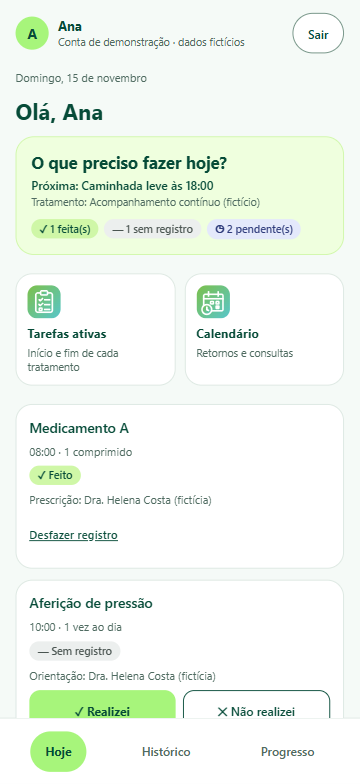 A
Ana
Conta de demonstração · dados fictícios
Sair
Domingo, 15 de novembro
Olá, Ana
O que preciso fazer hoje?
Próxima: Caminhada leve às 18:00
Tratamento: Acompanhamento contínuo (fictício)
✓ 1 feita(s)
— 1 sem registro
◷ 2 pendente(s)
Tarefas ativas
Início e fim de cada
tratamento
Calendário
Retornos e consultas
Medicamento A
08:00 · 1 comprimido
✓ Feito
Prescrição: Dra. Helena Costa (fictícia)
Desfazer registro
Aferição de pressão
10:00 · 1 vez ao dia
— Sem registro
Orientação: Dra. Helena Costa (fictícia)
✓ Realizei
✕ Não realizei
Hoje
Histórico
Progresso